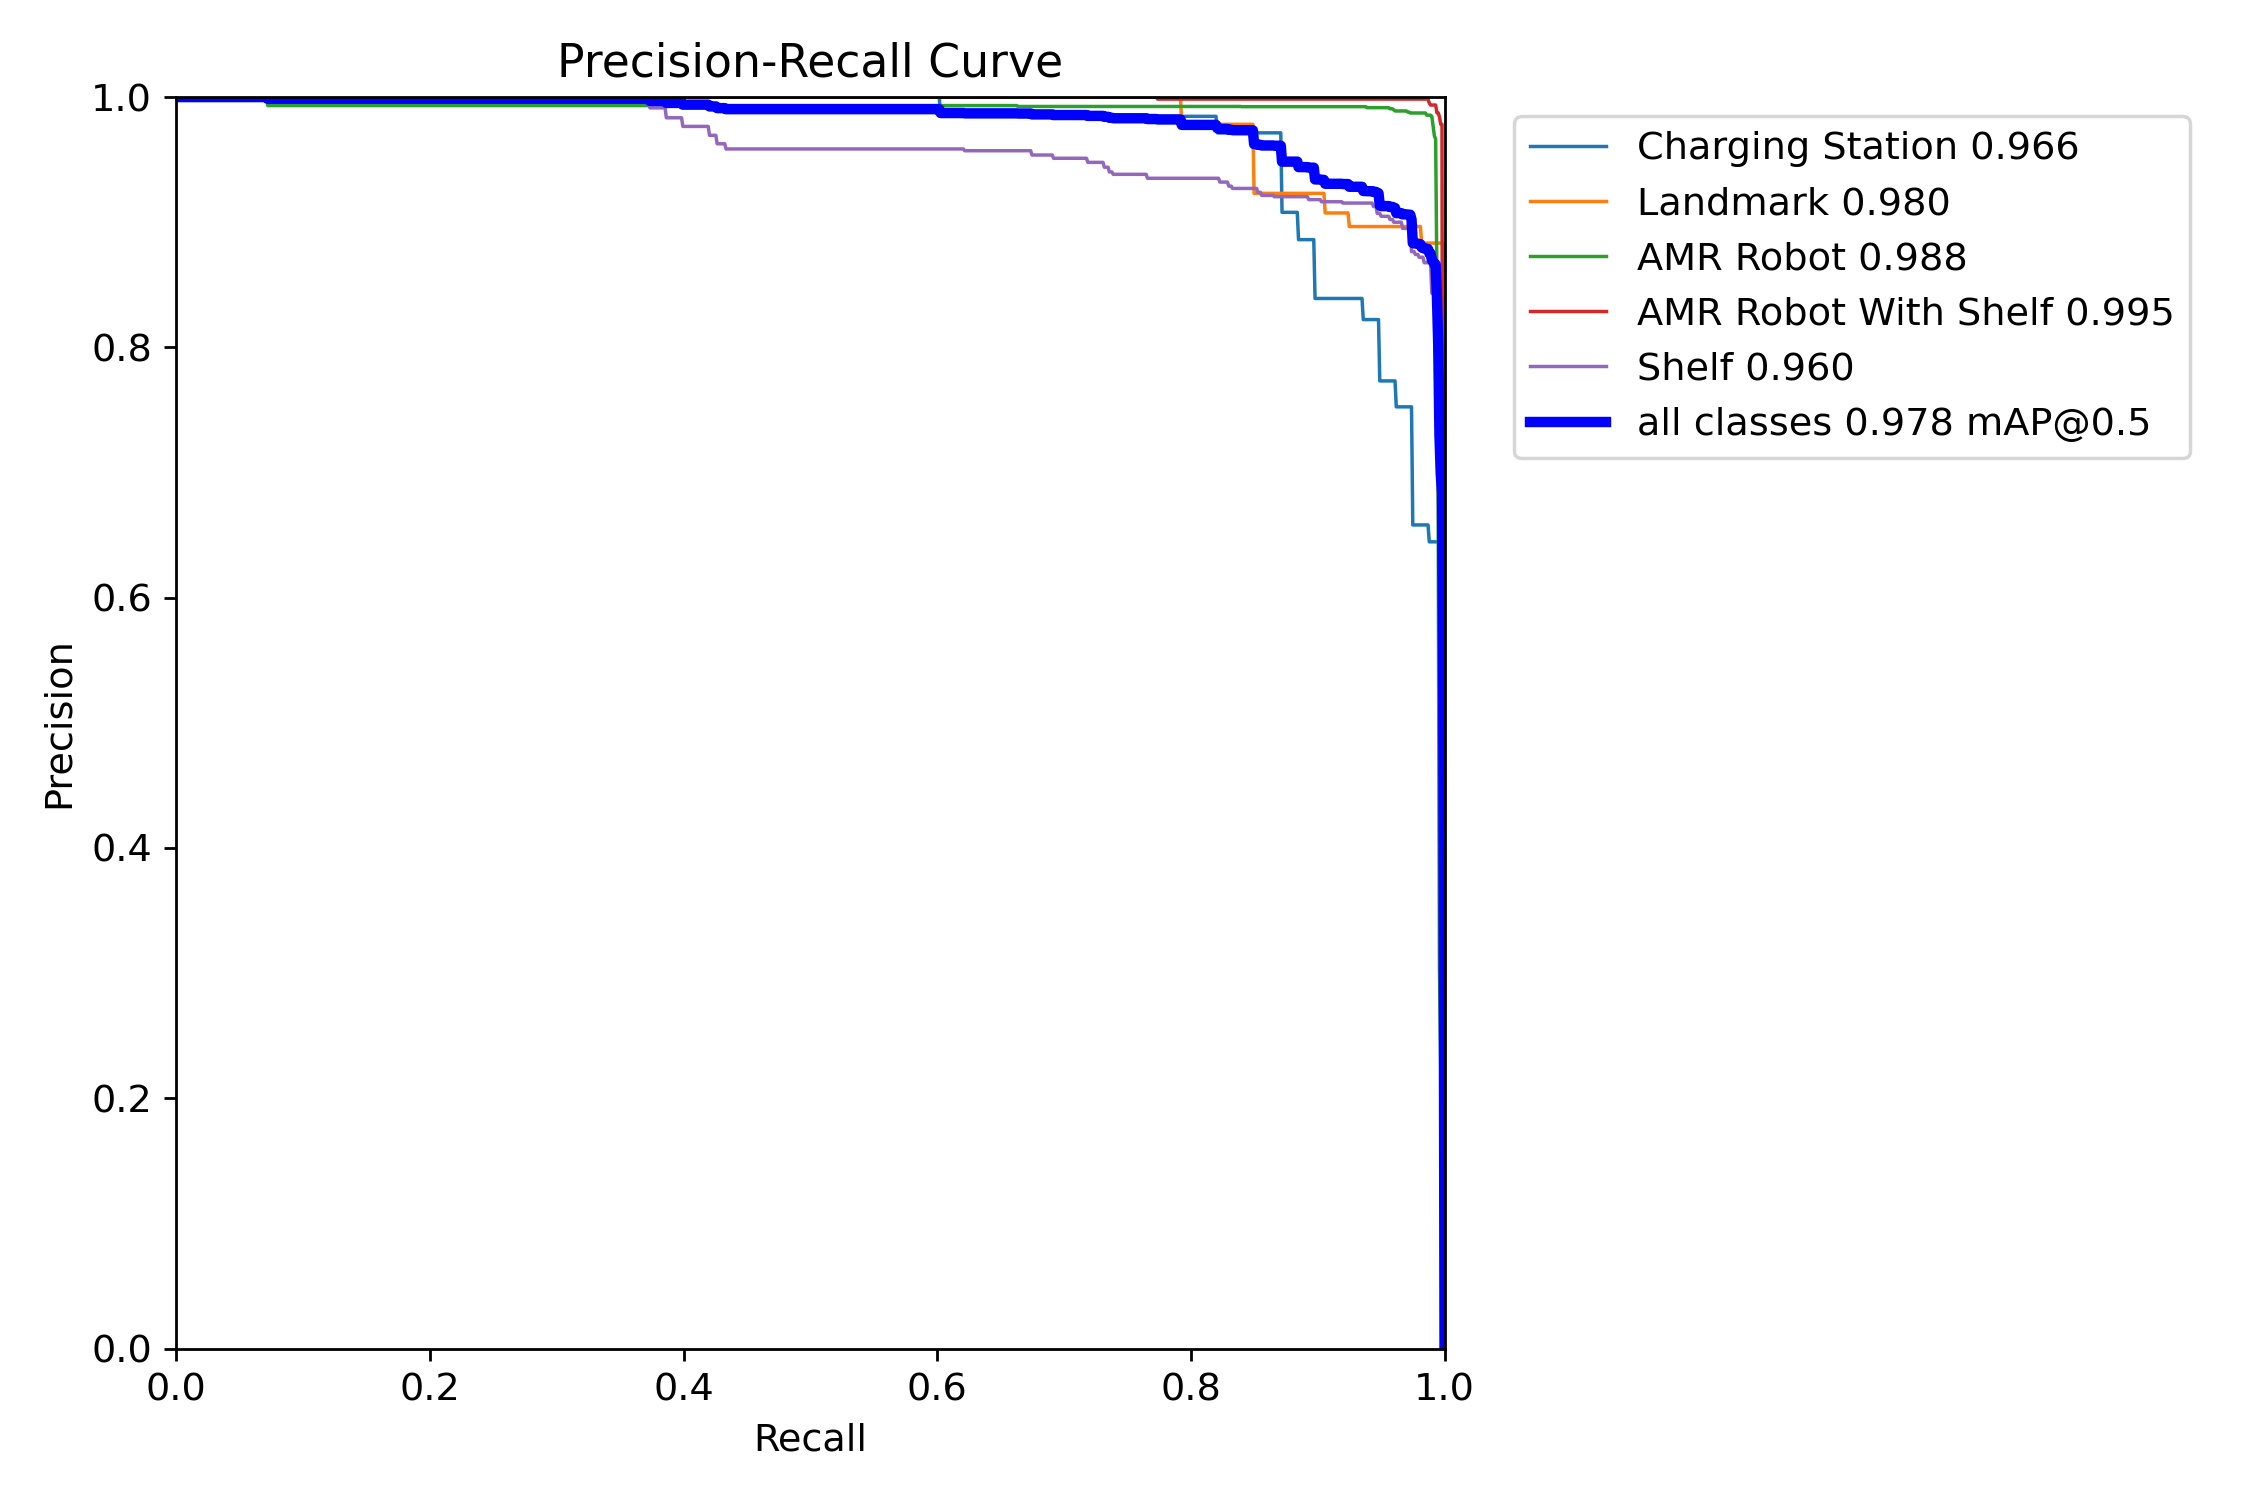 Precision-Recall Curve
1.0
0.8
0.6
0.4
0.2
0.0
Precision
0.0 0.2 0.4 0.6 0.8 1.0
Recall
Charging Station 0.966
Landmark 0.980
AMR Robot 0.988
AMR Robot With Shelf 0.995
Shelf 0.960
all classes 0.978 mAP@0.5